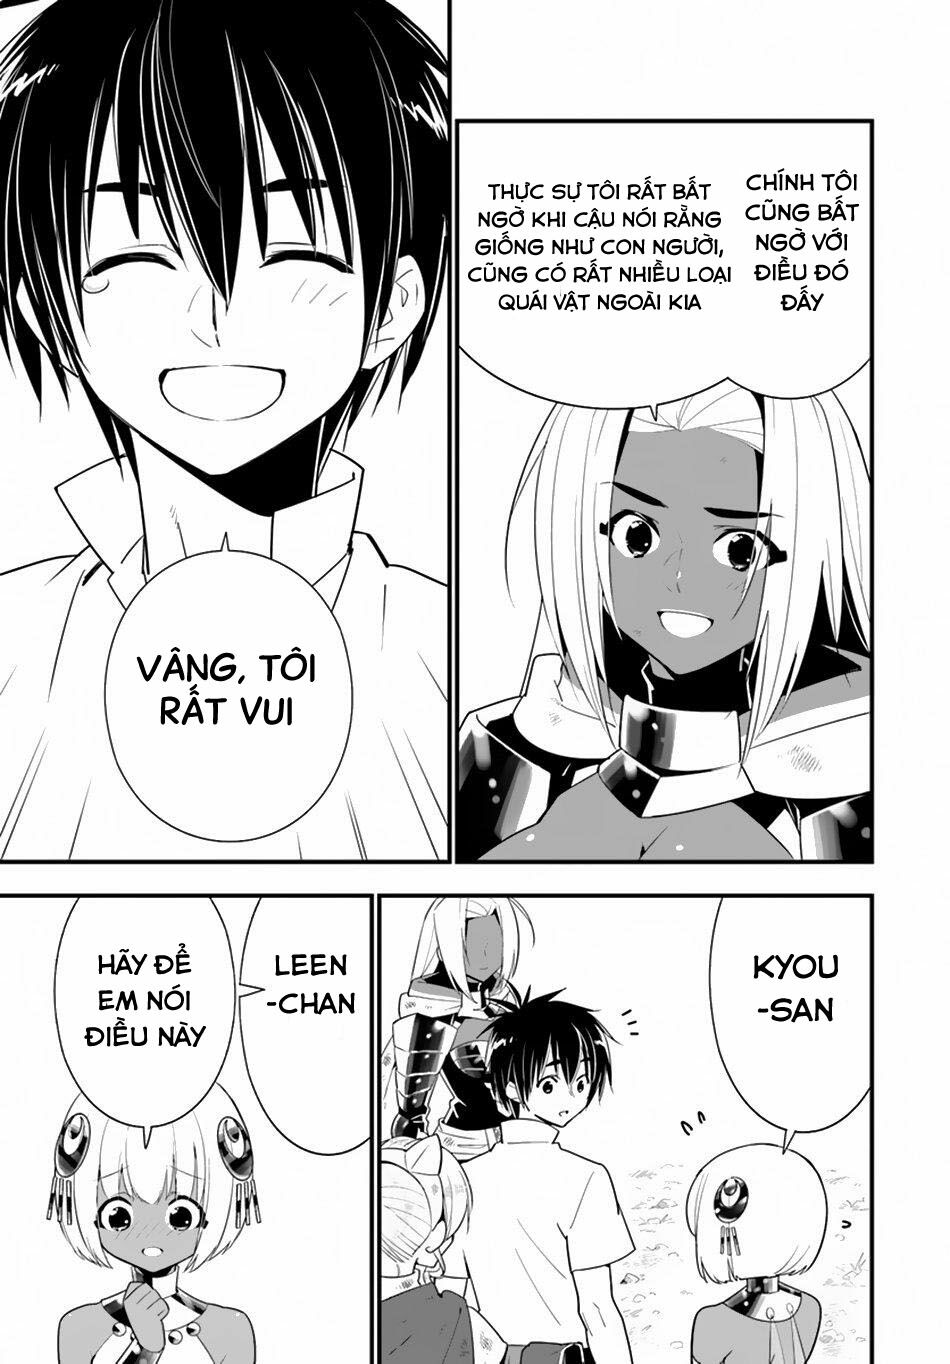 CHÍNH TÔI
CŨNG BẤT
NGỜ VỚI
ĐIỀU ĐÓ
ĐẤY
THỰC SỰ TÔI RẤT BẤT
NGỜ KHI CẬU NÓI RẰNG
GIỐNG NHƯ CON NGƯỜI,
CŨNG CÓ RẤT NHIỀU LOẠI
QUÁI VẬT NGOÀI KIA
VÂNG, TÔI
RẤT VUI
KYOU
-SAN
LEEN
-CHAN
HÃY ĐỂ
EM NÓI
ĐIỀU NÀY